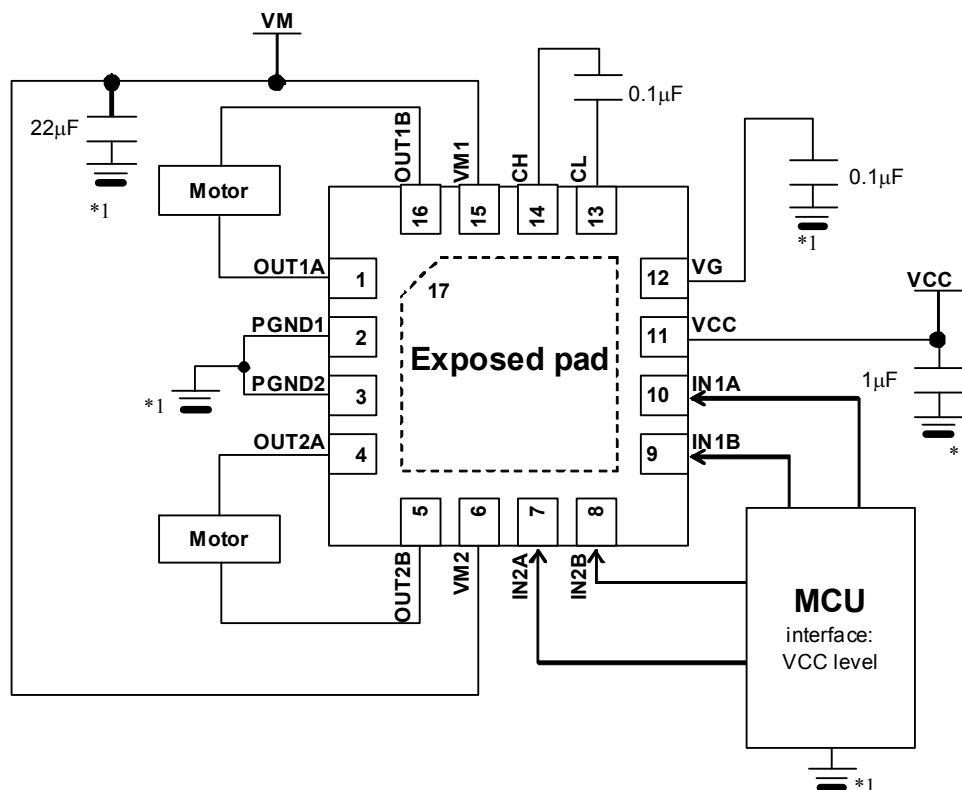 VM
22µF
*1
Motor
OUT1A
OUT1B
VM1
CH
CL
0.1µF
0.1µF
*1
16
15
14
13
1
2
3
4
PGND1
PGND2
*1
OUT2A
17
Exposed pad
12
11
10
9
VG
VCC
VCC
1µF
*
IN1A
IN1B
5
6
7
8
Motor
OUT2B
VM2
IN2A
IN2B
MCU
interface:
VCC level
*1